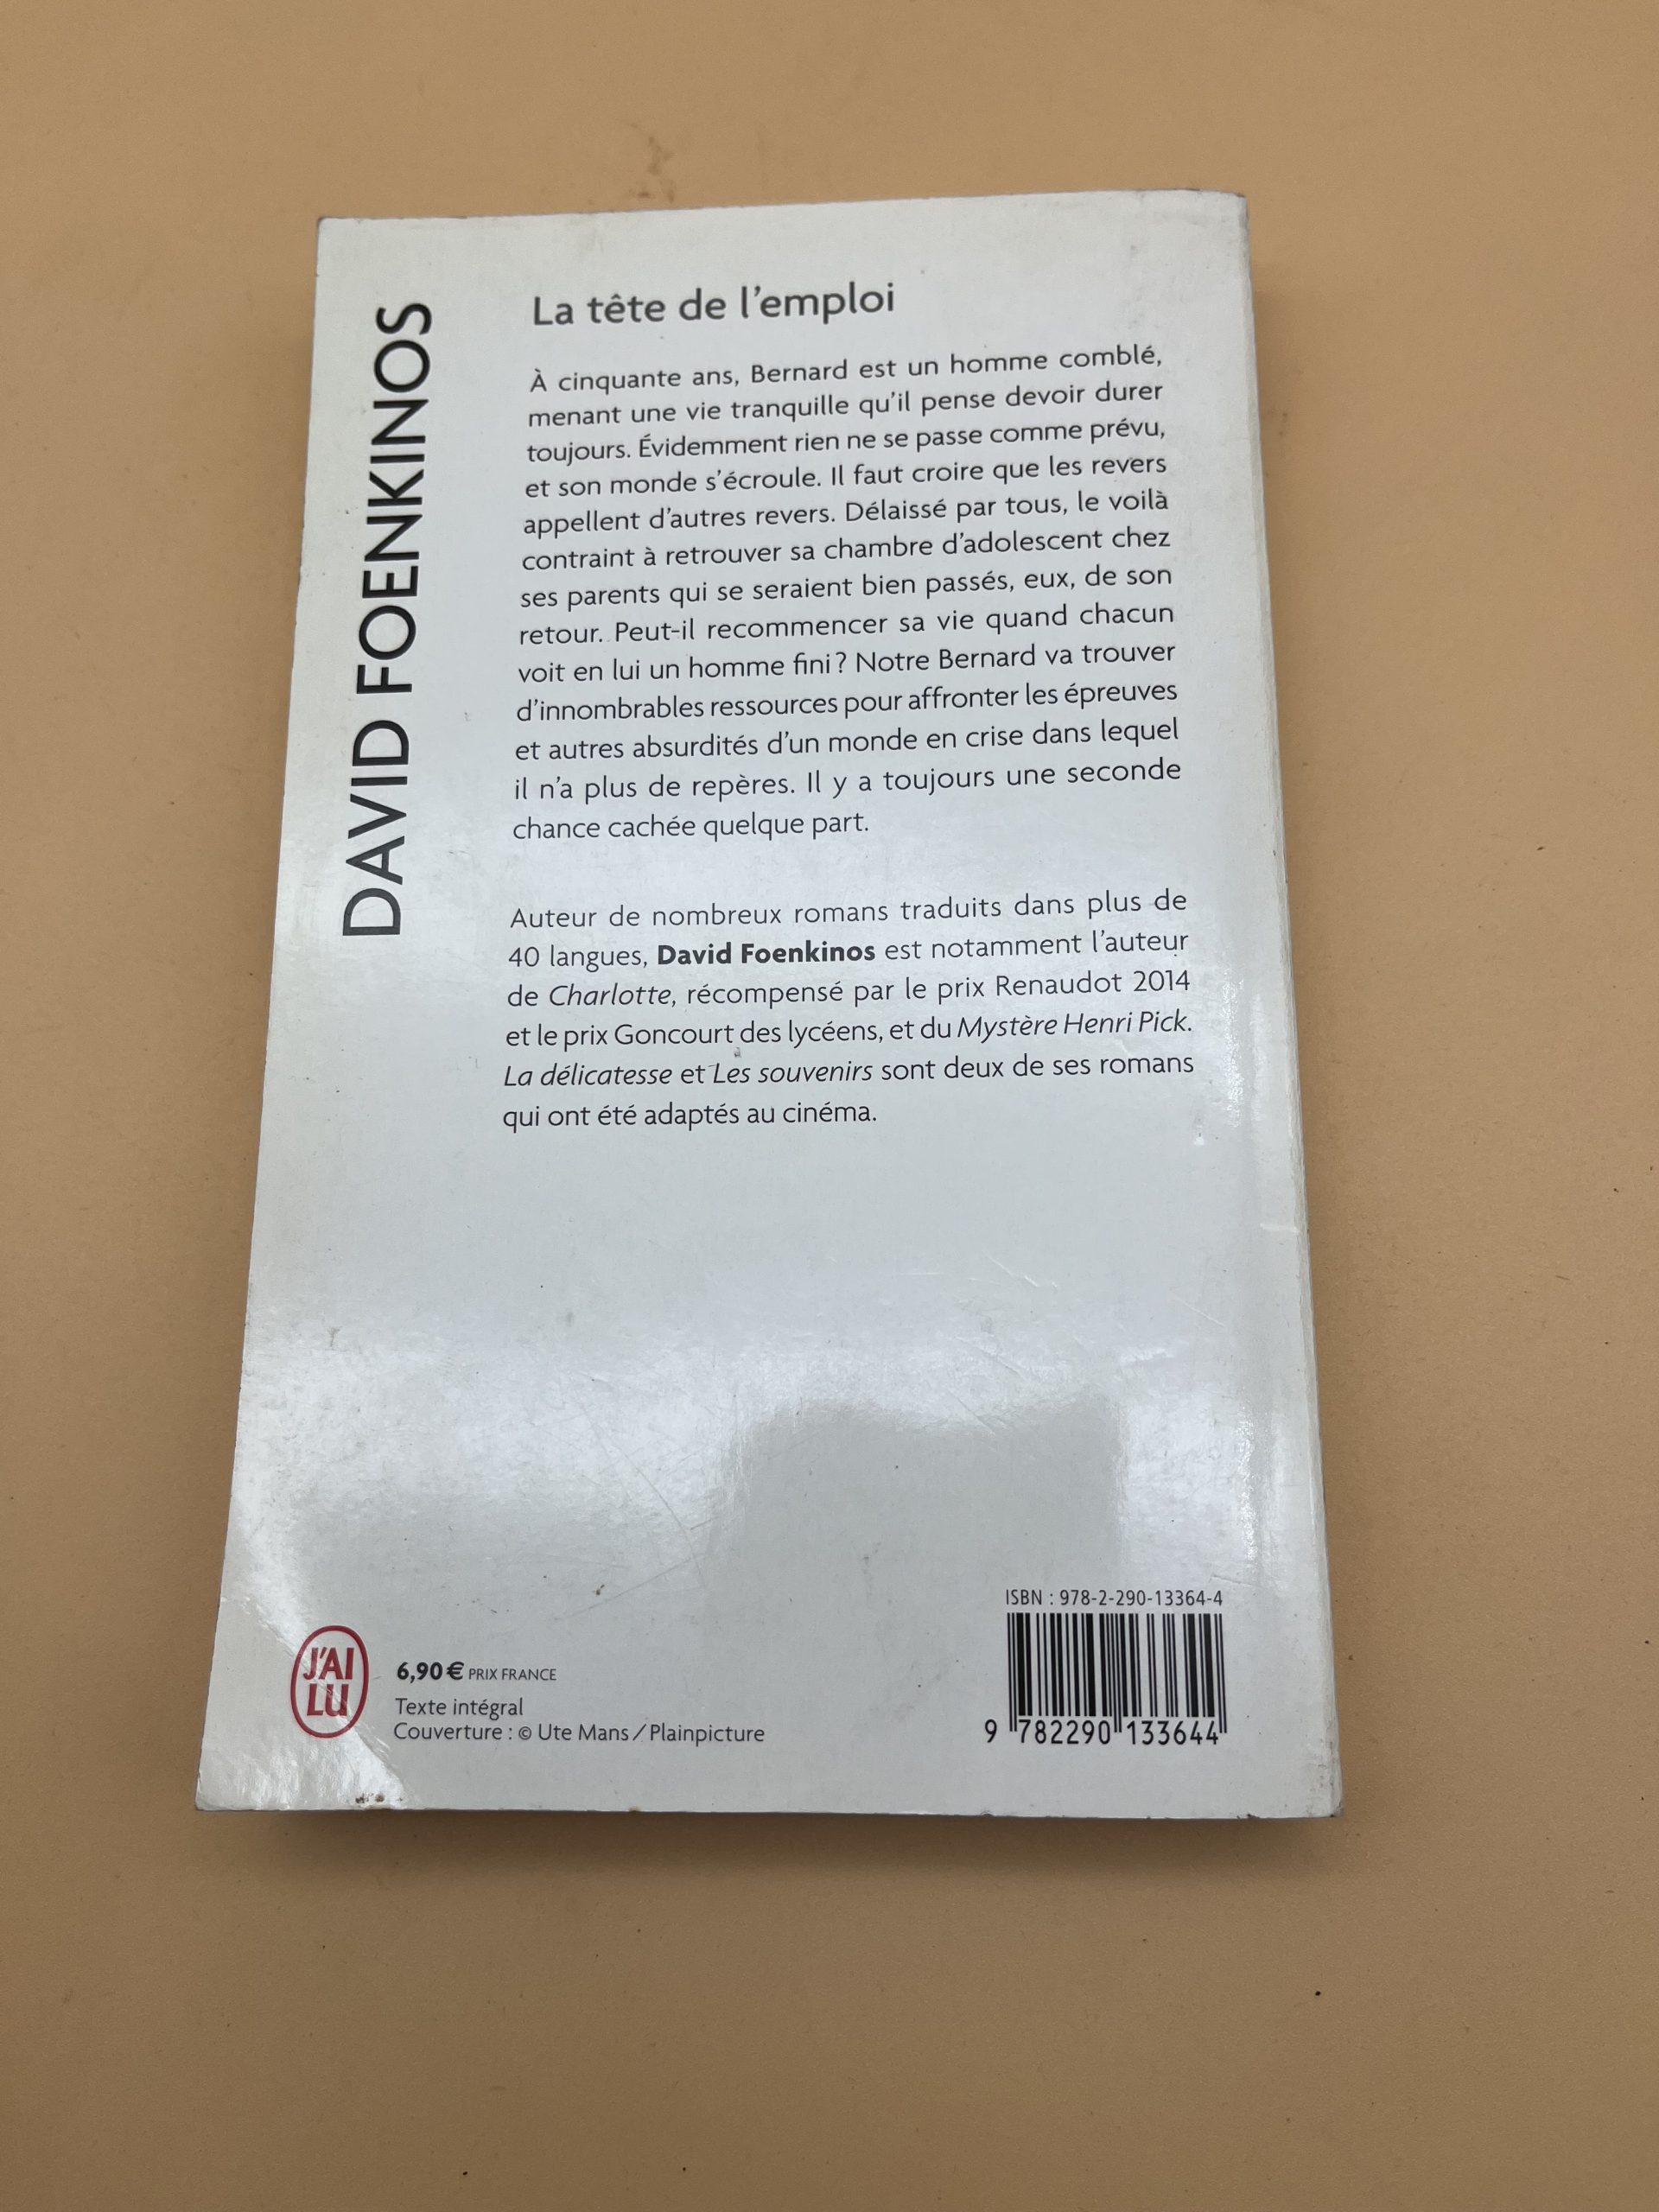 DAVID FOENKINOS
La tête de l'emploi
À cinquante ans, Bernard est un homme comblé,
menant une vie tranquille qu'il pense devoir durer
toujours. Évidemment rien ne se passe comme prévu,
et son monde s'écroule. Il faut croire que les revers
appellent d'autres revers. Délaissé par tous, le voilà
contraint à retrouver sa chambre d'adolescent chez
ses parents qui se seraient bien passés, eux, de son
retour. Peut-il recommencer sa vie quand chacun
voit en lui un homme fini ? Notre Bernard va trouver
d'innombrables ressources pour affronter les épreuves
et autres absurdités d'un monde en crise dans lequel
il n'a plus de repères. Il y a toujours une seconde
chance cachée quelque part.
Auteur de nombreux romans traduits dans plus de
40 langues, David Foenkinos est notamment l'auteur
de Charlotte, récompensé par le prix Renaudot 2014
et le prix Goncourt des lycéens, et du Mystère Henri Pick.
La délicatesse et Les souvenirs sont deux de ses romans
qui ont été adaptés au cinéma.
J'AI
LU
6,90 € PRIX FRANCE
Texte intégral
Couverture : © Ute Mans / Plainpicture
ISBN : 978-2-290-13364-4
9 782290 133644